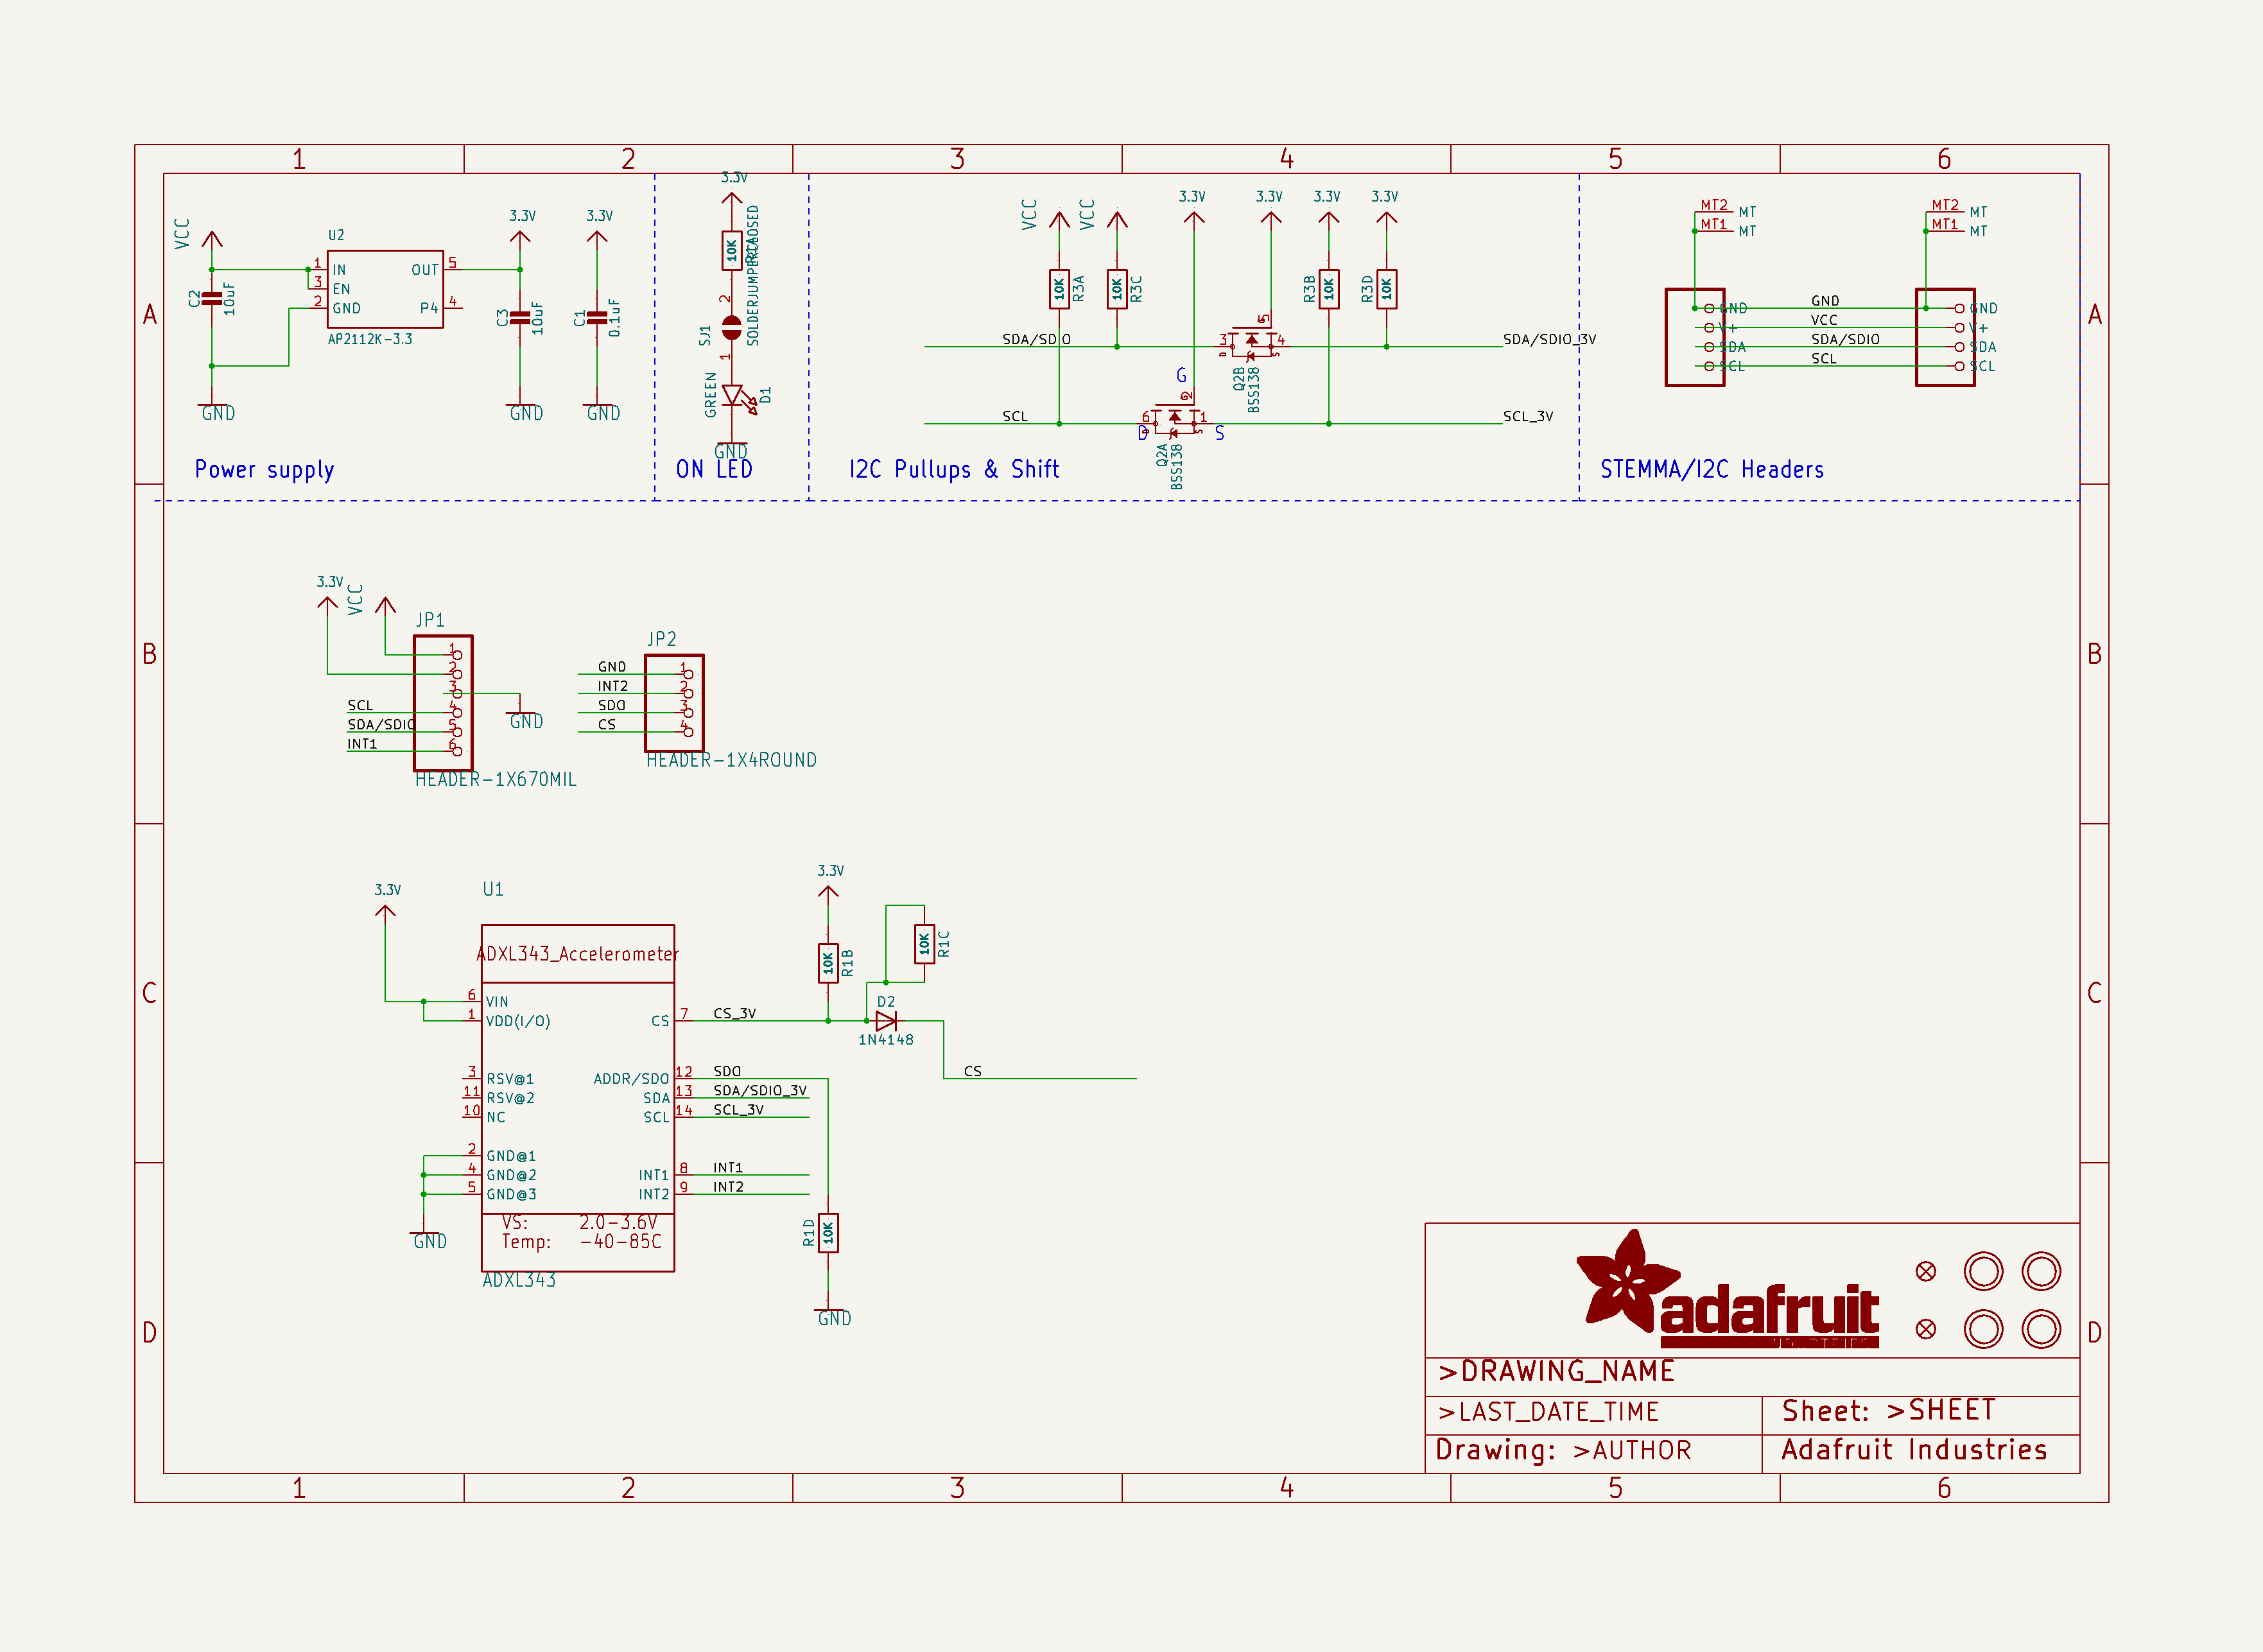 1 2 3 4 5 6
A
A
B
B
C
C
D
D
VCC
C2
10uF
GND
U2
1 IN
3 EN
2 GND
OUT 5
P4 4
AP2112K-3.3
3.3V
C3
10uF
GND
3.3V
C1
0.1uF
GND
Power supply
3.3V
10K
SOLDERJUMPERCLOSED
2
SJ1
1
GREEN
D1
GND
ON LED
VCC
10K
R3A
VCC
10K
R3C
3.3V
3.3V
3.3V
R3B
10K
3.3V
R3D
10K
SDA/SDIO
3
D
5
G
4
S
SDA/SDIO_3V
Q2B
BSS138
G
2
G
SCL
6
D
1
S
SCL_3V
Q2A
BSS138
I2C Pullups & Shift
MT2 MT
MT1 MT
GND
V+
SDA
SCL
GND
VCC
SDA/SDIO
SCL
MT2 MT
MT1 MT
GND
V+
SDA
SCL
STEMMA/I2C Headers
3.3V
VCC
JP1
1
2
3
SCL 4
SDA/SDIO 5
INT1 6
GND
HEADER-1X670MIL
JP2
GND 1
INT2 2
SDO 3
CS 4
HEADER-1X4ROUND
3.3V
U1
ADXL343_Accelerometer
6 VIN
1 VDD(I/O)
3 RSV@1
11 RSV@2
10 NC
2 GND@1
4 GND@2
5 GND@3
GND
CS 7 CS_3V
ADDR/SDO 12 SDO
SDA 13 SDA/SDIO_3V
SCL 14 SCL_3V
INT1 8 INT1
INT2 9 INT2
VS: 2.0-3.6V
Temp: -40-85C
ADXL343
3.3V
10K
R1B
10K
R1C
D2
1N4148
CS
R1D
10K
GND
adafruit
>DRAWING_NAME
>LAST_DATE_TIME
Sheet: >SHEET
Drawing: >AUTHOR
Adafruit Industries
1 2 3 4 5 6